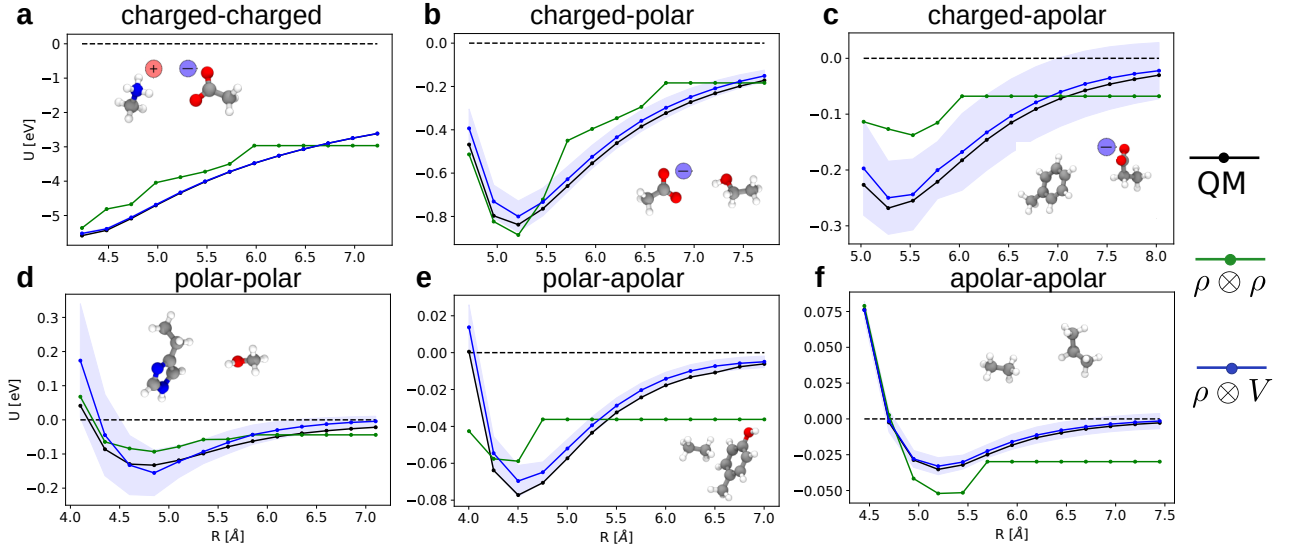 a charged-charged
b charged-polar
c charged-apolar
U [eV]
0
−1
−2
−3
−4
−5
4.5 5.0 5.5 6.0 6.5 7.0
+ −
0.0
−0.2
−0.4
−0.6
−0.8
5.0 5.5 6.0 6.5 7.0 7.5
−
0.0
−0.1
−0.2
−0.3
5.0 5.5 6.0 6.5 7.0 7.5 8.0
−
QM
ρ ⊗ ρ
ρ ⊗ V
d polar-polar
e polar-apolar
f apolar-apolar
U [eV]
0.3
0.2
0.1
0.0
−0.1
−0.2
4.0 4.5 5.0 5.5 6.0 6.5 7.0
R [Å]
0.00
−0.02
−0.04
−0.06
−0.08
4.0 4.5 5.0 5.5 6.0 6.5 7.0
R [Å]
0.075
0.050
0.025
0.000
−0.025
−0.050
4.5 5.0 5.5 6.0 6.5 7.0 7.5
R [Å]